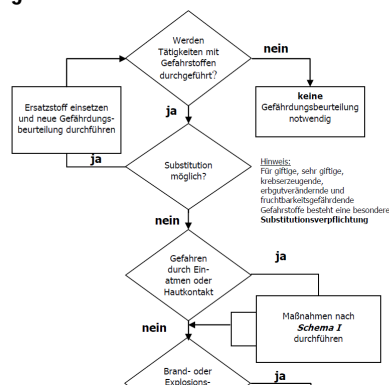 Werden
Tätigkeiten mit
Gefahrstoffen
durchgeführt?
nein
keine
Gefährdungsbeurteilung
notwendig
Ersatzstoff einsetzen
und neue Gefährdungs-
beurteilung durchführen
ja
ja
Substitution
möglich?
Hinweis:
Für giftige, sehr giftige,
krebserzeugende,
erbgutverändernde und
fruchtbarkeitsgefährdende
Gefahrstoffe besteht eine besondere
Substitutionsverpflichtung
nein
Gefahren
durch Ein-
atmen oder
Hautkontakt
ja
Maßnahmen nach
Schema I
durchführen
nein
Brand- oder
Explosions-
ja